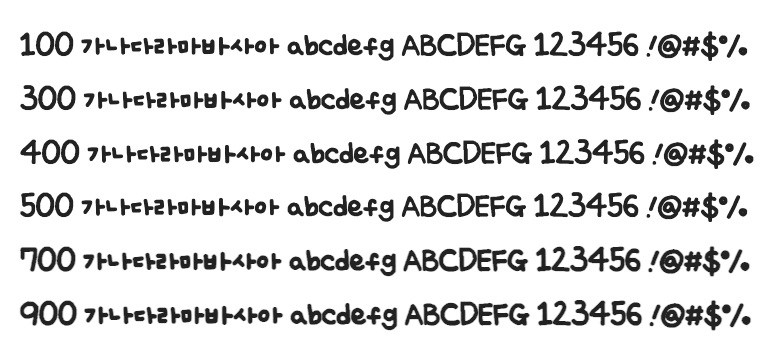 100 가나다라마바사아 abcdefg ABCDEFG 123456 !@#$%.
300 가나다라마바사아 abcdefg ABCDEFG 123456 !@#$%.
400 가나다라마바사아 abcdefg ABCDEFG 123456 !@#$%.
500 가나다라마바사아 abcdefg ABCDEFG 123456 !@#$%.
700 가나다라마바사아 abcdefg ABCDEFG 123456 !@#$%.
900 가나다라마바사아 abcdefg ABCDEFG 123456 !@#$%.